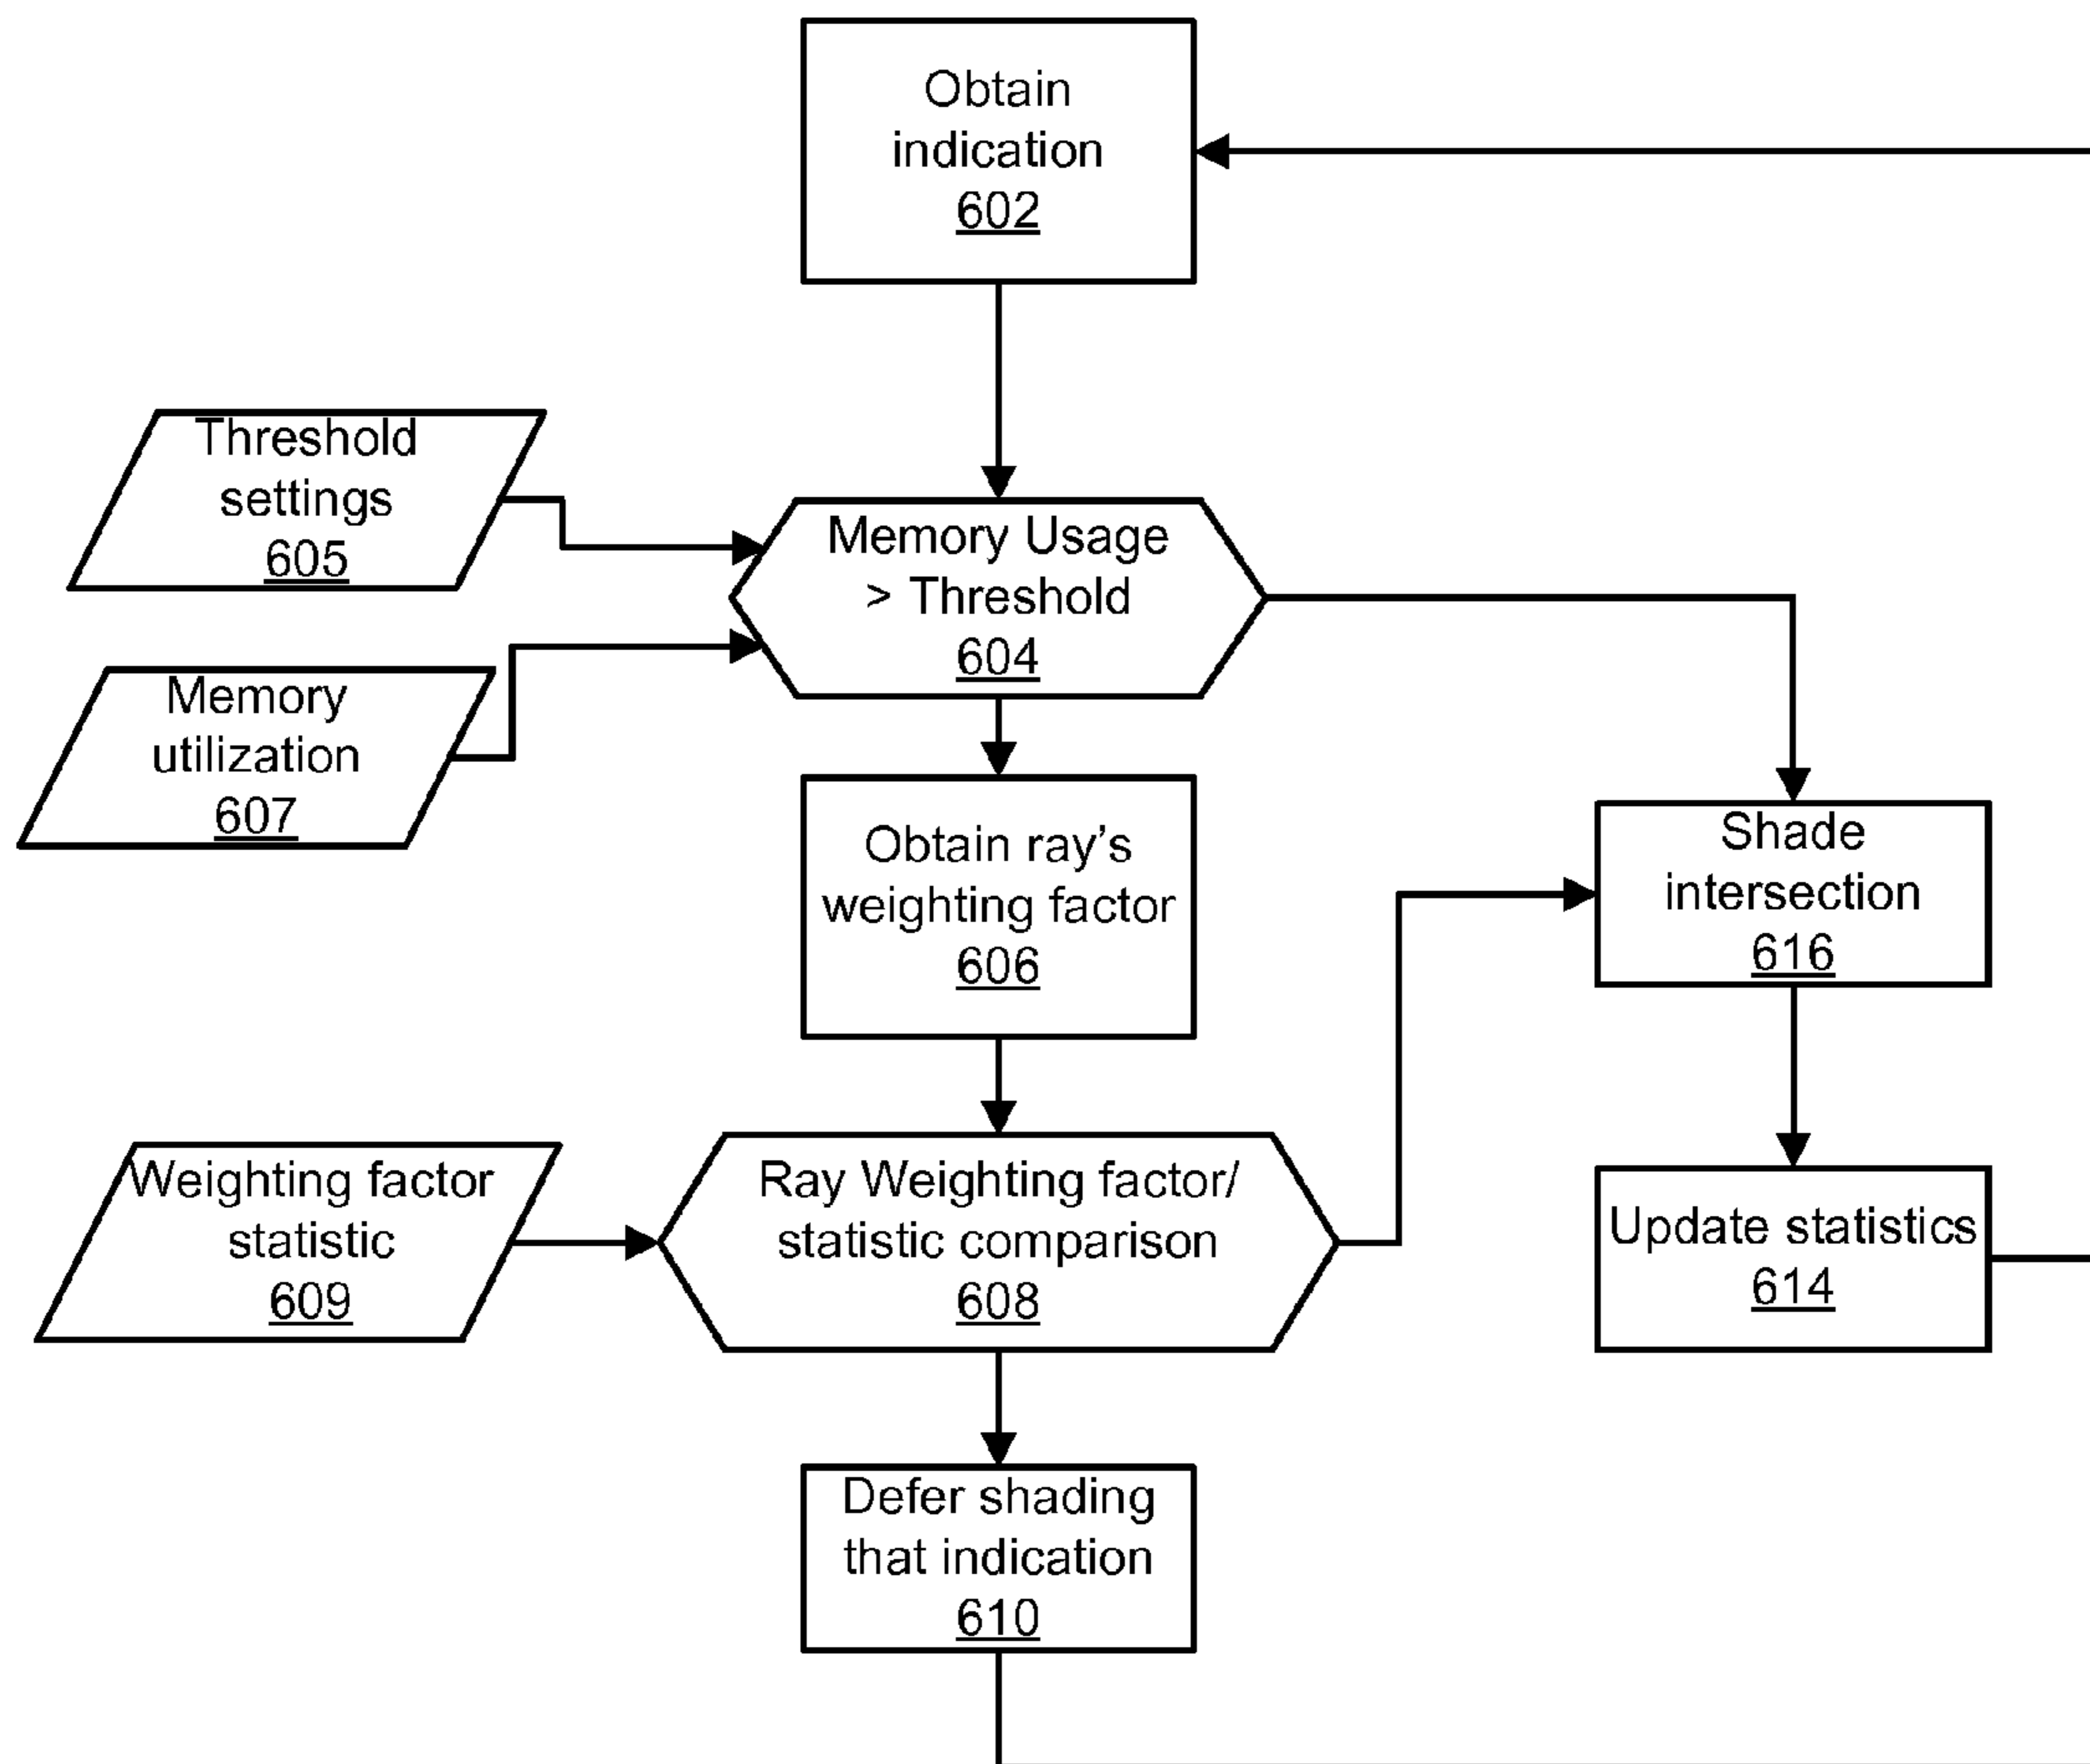 Obtain
indication
602
Threshold
settings
605
Memory Usage
> Threshold
604
Memory
utilization
607
Obtain ray's
weighting factor
606
Shade
intersection
616
Weighting factor
statistic
609
Ray Weighting factor/
statistic comparison
608
Update statistics
614
Defer shading
that indication
610